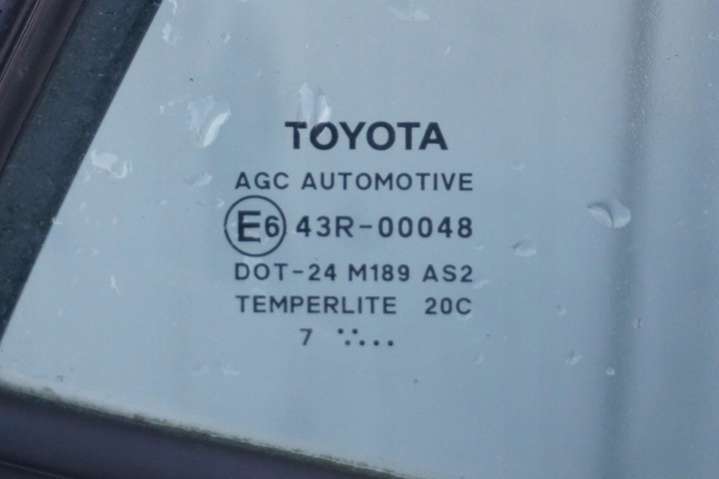 TOYOTA
AGC AUTOMOTIVE
E6 43R-00048
DOT-24 M189 AS2
TEMPERLITE 20C
7 ∵....